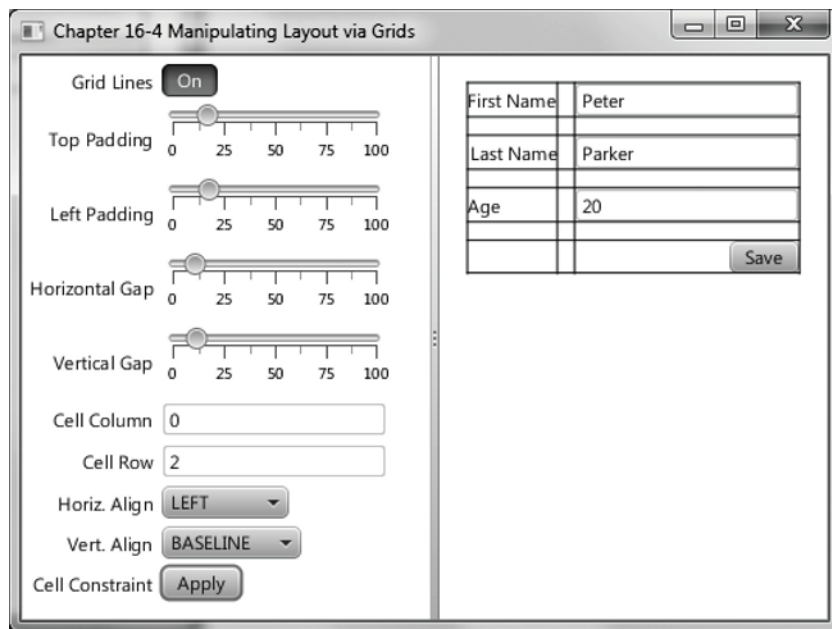 Chapter 16-4 Manipulating Layout via Grids
Grid Lines On
Top Padding
0 25 50 75 100
Left Padding
0 25 50 75 100
Horizontal Gap
0 25 50 75 100
Vertical Gap
0 25 50 75 100
Cell Column 0
Cell Row 2
Horiz. Align LEFT
Vert. Align BASELINE
Cell Constraint Apply
First Name Peter
Last Name Parker
Age 20
Save